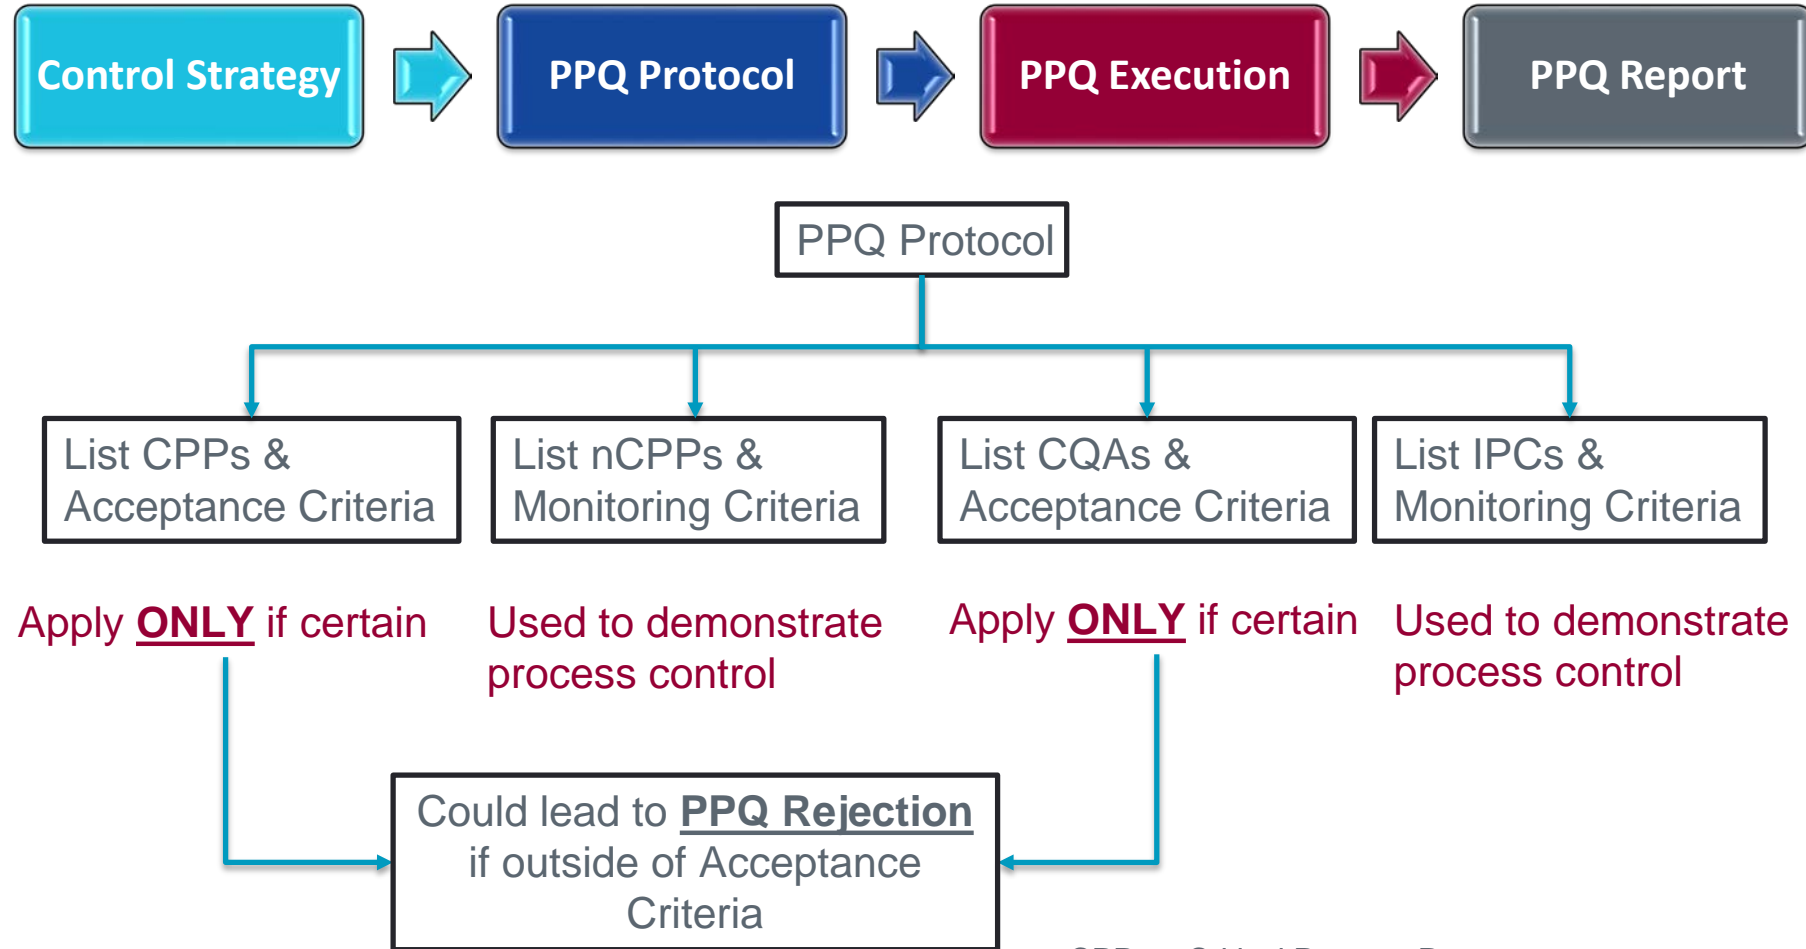 Control Strategy
PPQ Protocol
PPQ Execution
PPQ Report
PPQ Protocol
List CPPs &
Acceptance Criteria
List nCPPs &
Monitoring Criteria
List CQAs &
Acceptance Criteria
List IPCs &
Monitoring Criteria
Apply ONLY if certain
Used to demonstrate
process control
Apply ONLY if certain
Used to demonstrate
process control
Could lead to PPQ Rejection
if outside of Acceptance
Criteria